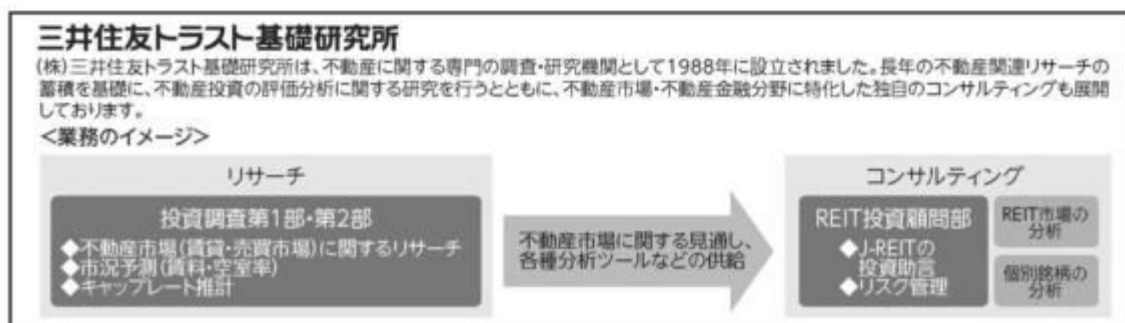 三井住友トラスト基礎研究所
(株)三井住友トラスト基礎研究所は、不動産に関する専門の調査・研究機関として1988年に設立されました。長年の不動産関連リサーチの
蓄積を基礎に、不動産投資の評価分析に関する研究を行うとともに、不動産市場・不動産金融分野に特化した独自のコンサルティングも展開
しております。
<業務のイメージ>
リサーチ
投資調査第1部・第2部
◆不動産市場(賃貸・売買市場)に関するリサーチ
◆市況予測(賃料・空室率)
◆キャップレート推計
不動産市場に関する見通し、
各種分析ツールなどの供給
コンサルティング
REIT投資顧問部
◆J-REITの
投資助言
◆リスク管理
REIT市場の
分析
個別銘柄の
分析